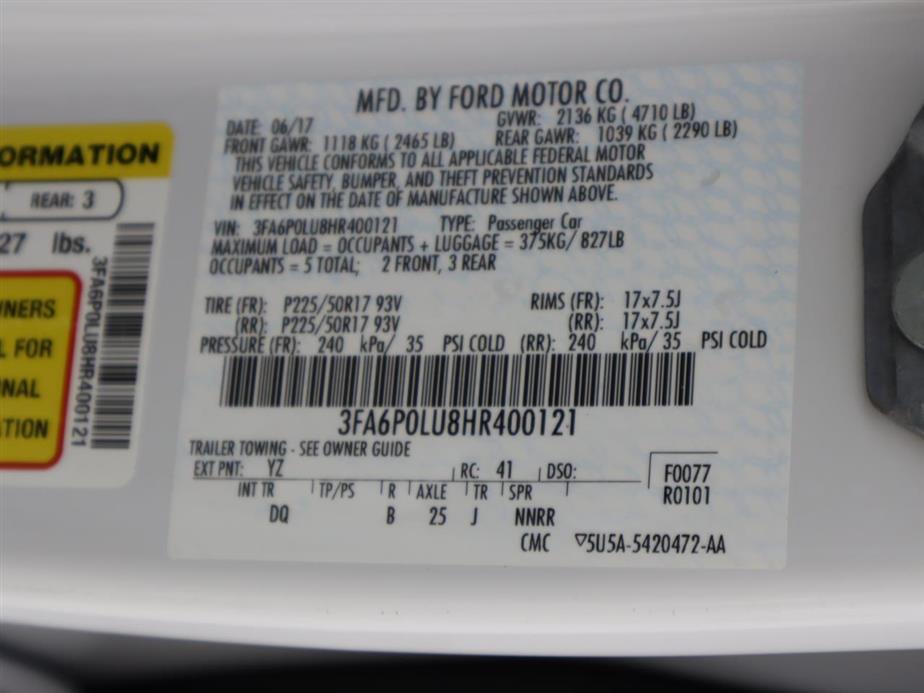 ORMATION
REAR: 3
27 lbs.
3FA6P0LU8HR400121
WNERS
L FOR
NAL
MFD. BY FORD MOTOR CO.
DATE: 06/17 GVWR: 2136 KG ( 4710 LB)
FRONT GAWR: 1118 KG ( 2465 LB) REAR GAWR: 1039 KG ( 2290 LB)
THIS VEHICLE CONFORMS TO ALL APPLICABLE FEDERAL MOTOR
VEHICLE SAFETY, BUMPER, AND THEFT PREVENTION STANDARDS
IN EFFECT ON THE DATE OF MANUFACTURE SHOWN ABOVE.
VIN: 3FA6P0LU8HR400121 TYPE: Passenger Car
MAXIMUM LOAD = OCCUPANTS + LUGGAGE = 375KG/ 827LB
OCCUPANTS = 5 TOTAL; 2 FRONT, 3 REAR
TIRE (FR): P225/50R17 93V RIMS (FR): 17x7.5J
(RR): P225/50R17 93V (RR): 17x7.5J
PRESSURE (FR): 240 kPa/ 35 PSI COLD (RR): 240 kPa/ 35 PSI COLD
3FA6P0LU8HR400121
TRAILER TOWING - SEE OWNER GUIDE
EXT PNT: YZ RC: 41 DSO: F0077
R0101
INT TR TP/PS R AXLE TR SPR
DQ B 25 J NNRR
CMC ▽5U5A-5420472-AA